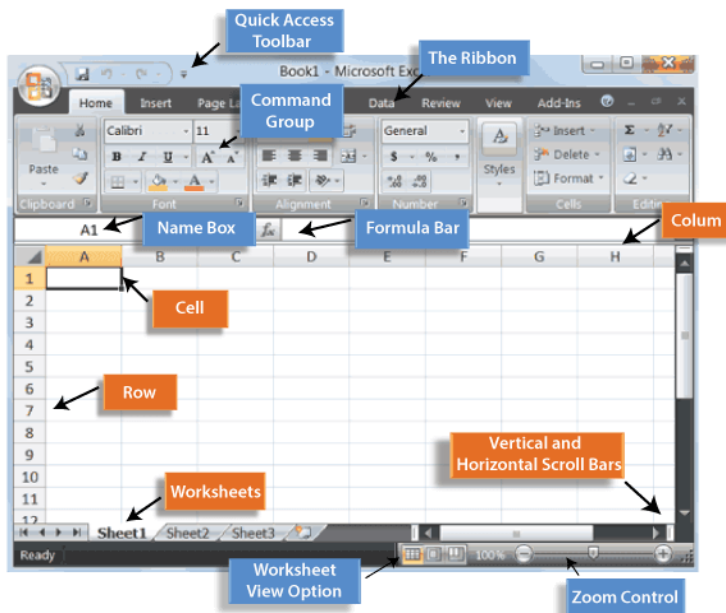 Quick Access
Toolbar
Book1 - Microsoft Exc
The Ribbon
Home Insert Page La Data Review View Add-Ins
Command
Group
Calibri 11 General Insert
Paste B I U A A $ % , Styles Delete
A Format
Clipboard Font Alignment Number Cells Editin
A1 Name Box fx Formula Bar Colum
A B C D E F G H
1
2
Cell
3
4
5
6
Row
7
8
9
10
11
12
Vertical and
Horizontal Scroll Bars
Worksheets
Sheet1 Sheet2 Sheet3
Ready 100%
Worksheet
View Option
Zoom Control